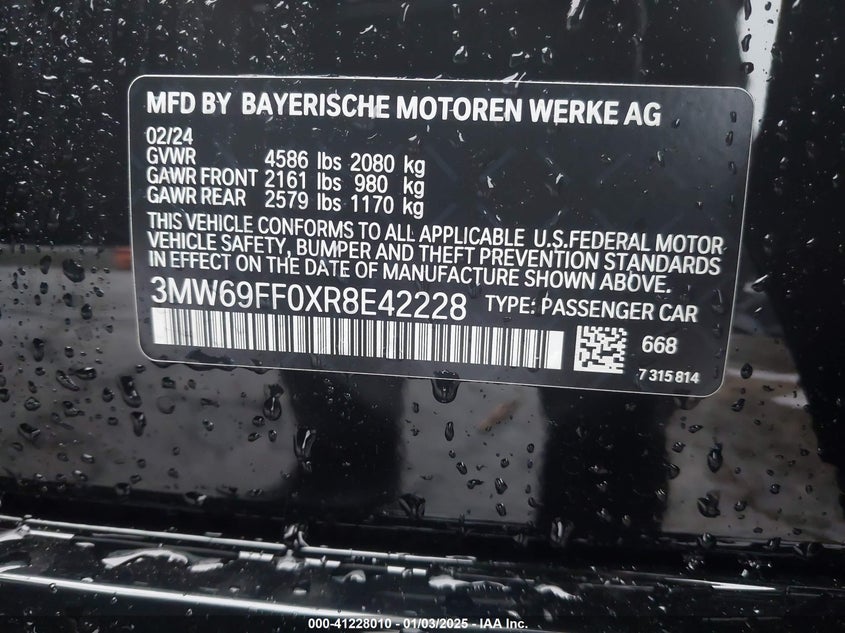 MFD BY BAYERISCHE MOTOREN WERKE AG
02/24
GVWR 4586 lbs 2080 kg
GAWR FRONT 2161 lbs 980 kg
GAWR REAR 2579 lbs 1170 kg
THIS VEHICLE CONFORMS TO ALL APPLICABLE U.S.FEDERAL MOTOR
VEHICLE SAFETY, BUMPER AND THEFT PREVENTION STANDARDS
IN EFFECT ON THE DATE OF MANUFACTURE SHOWN ABOVE.
3MW69FF0XR8E42228 TYPE: PASSENGER CAR
668
7 315 814
000-41228010 - 01/03/2025 - IAA Inc.